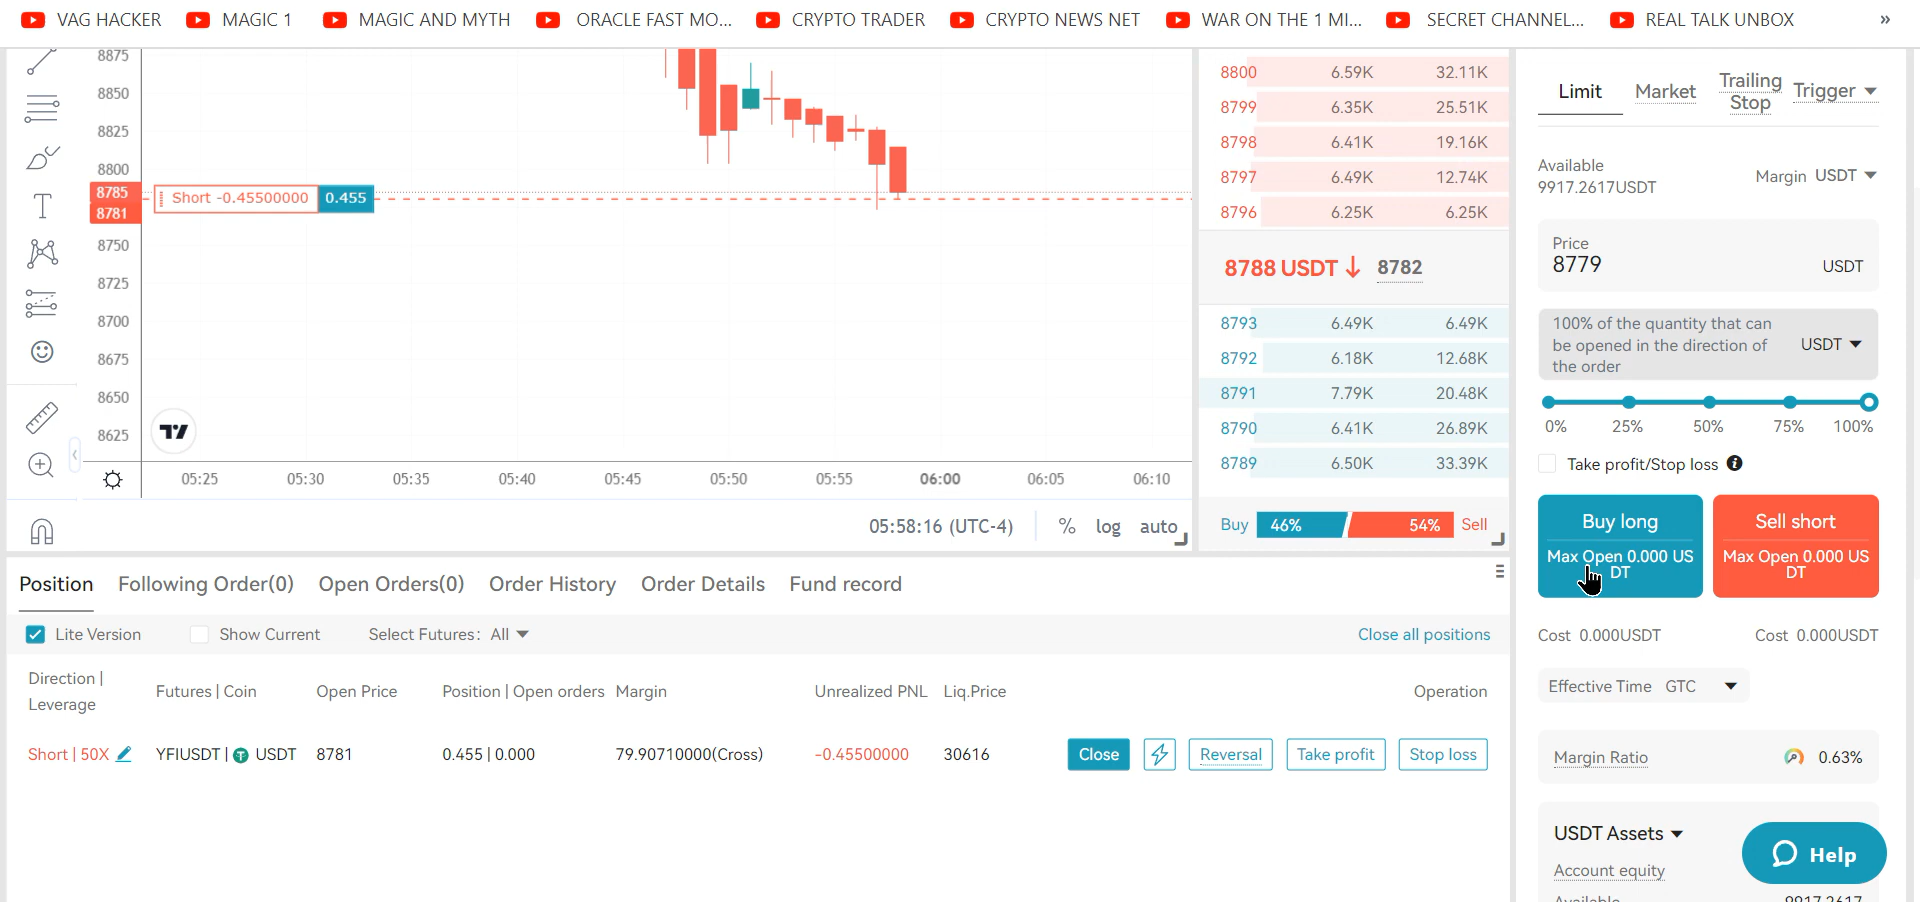 VAG HACKER
MAGIC 1
MAGIC AND MYTH
ORACLE FAST MO...
CRYPTO TRADER
CRYPTO NEWS NET
WAR ON THE 1 MI...
SECRET CHANNEL...
REAL TALK UNBOX
»
8875
8850
8825
8800
8785
8781
8750
8725
8700
8675
8650
8625
Short -0.45500000 0.455
05:25 05:30 05:35 05:40 05:45 05:50 05:55 06:00 06:05 06:10
05:58:16 (UTC-4) % log auto
8800 6.59K 32.11K
8799 6.35K 25.51K
8798 6.41K 19.16K
8797 6.49K 12.74K
8796 6.25K 6.25K
8788 USDT ↓ 8782
8793 6.49K 6.49K
8792 6.18K 12.68K
8791 7.79K 20.48K
8790 6.41K 26.89K
8789 6.50K 33.39K
Buy 46% 54% Sell
Limit Market Trailing Stop Trigger
Available
9917.2617USDT
Margin USDT
Price
8779 USDT
100% of the quantity that can
be opened in the direction of
the order
USDT
0% 25% 50% 75% 100%
Take profit/Stop loss
Buy long
Max Open 0.000 US
DT
Sell short
Max Open 0.000 US
DT
Cost 0.000USDT Cost 0.000USDT
Effective Time GTC
Margin Ratio 0.63%
USDT Assets
Account equity
Available 9917.2617
Help
Position Following Order(0) Open Orders(0) Order History Order Details Fund record
Lite Version Show Current Select Futures: All Close all positions
Direction |
Leverage
Futures | Coin Open Price Position | Open orders Margin Unrealized PNL Liq.Price Operation
Short | 50X YFIUSDT | USDT 8781 0.455 | 0.000 79.90710000(Cross) -0.45500000 30616 Close Reversal Take profit Stop loss